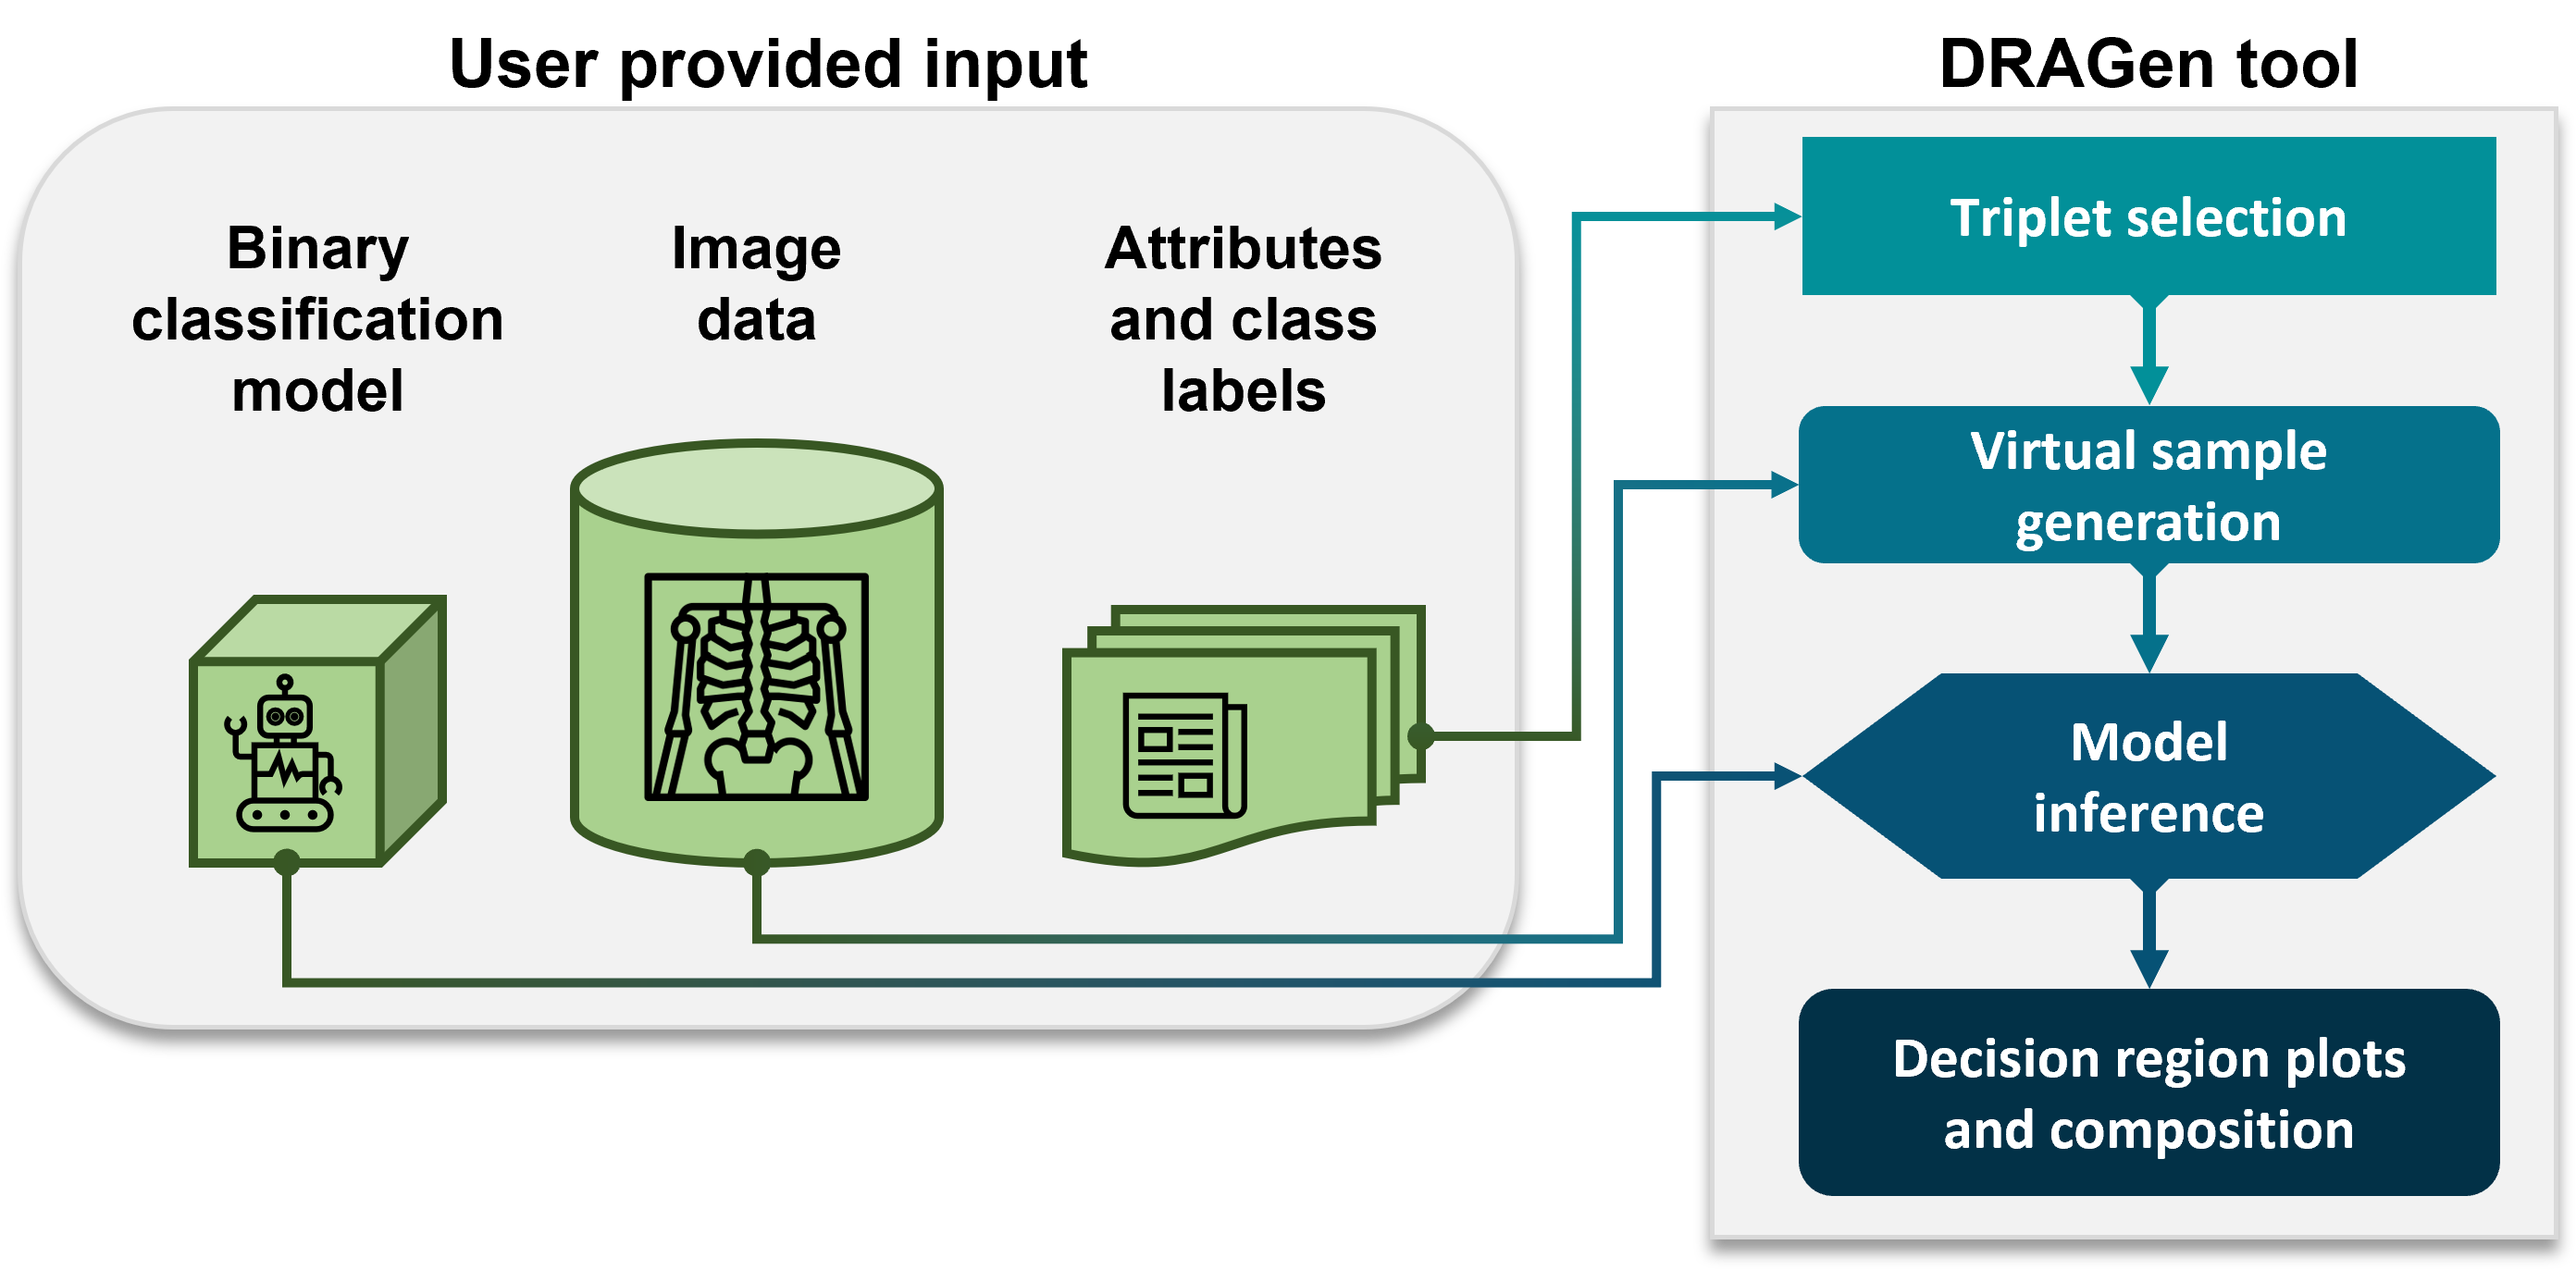 User provided input
DRAGen tool
Binary
classification
model
Image
data
Attributes
and class
labels
Triplet selection
Virtual sample
generation
Model
inference
Decision region plots
and composition